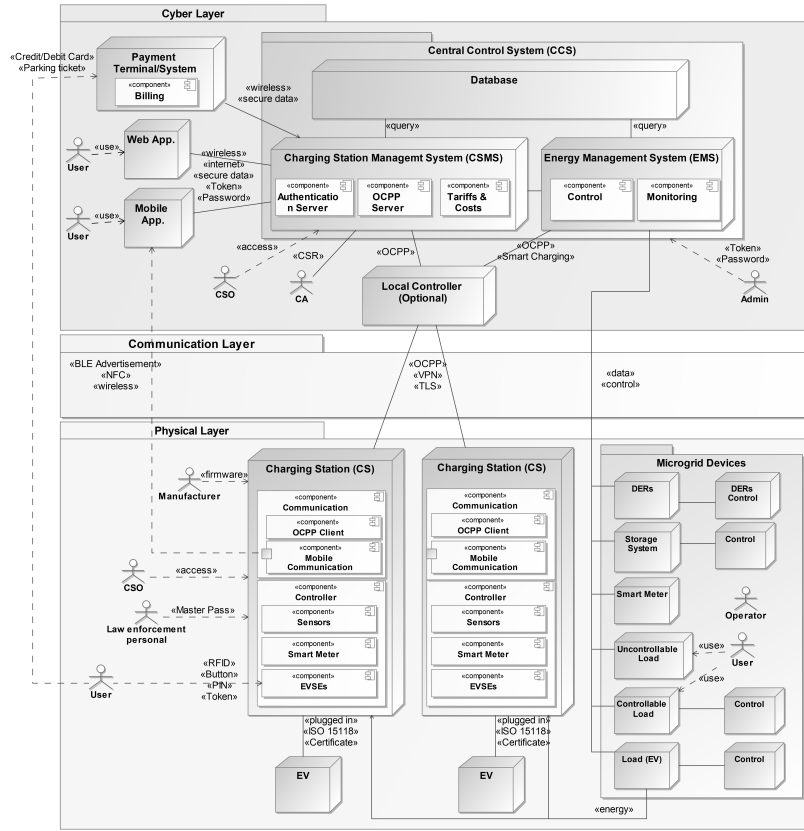 Cyber Layer
«Credit/Debit Card»
«Parking ticket»
Payment
Terminal/System
«component»
Billing
«wireless»
«secure data»
Central Control System (CCS)
Database
«query»
«query»
User
«use»
Web App.
«wireless»
«internet»
«secure data»
«Token»
«Password»
User
«use»
Mobile
App.
Charging Station Managemt System (CSMS)
«component»
Authenticatio
n Server
«component»
OCPP
Server
«component»
Tariffs &
Costs
Energy Management System (EMS)
«component»
Control
«component»
Monitoring
«access»
CSO
«CSR»
CA
«OCPP»
«OCPP»
«Smart Charging»
«Token»
«Password»
Admin
Local Controller
(Optional)
Communication Layer
«BLE Advertisement»
«NFC»
«wireless»
«OCPP»
«VPN»
«TLS»
«data»
«control»
Physical Layer
Manufacturer
«firmware»
CSO
«access»
Law enforcement
personal
«Master Pass»
User
«RFID»
«Button»
«PIN»
«Token»
Charging Station (CS)
«component»
Communication
«component»
OCPP Client
«component»
Mobile
Communication
«component»
Controller
«component»
Sensors
«component»
Smart Meter
«component»
EVSEs
«plugged in»
«ISO 15118»
«Certificate»
EV
Charging Station (CS)
«component»
Communication
«component»
OCPP Client
«component»
Mobile
Communication
«component»
Controller
«component»
Sensors
«component»
Smart Meter
«component»
EVSEs
«plugged in»
«ISO 15118»
«Certificate»
EV
Microgrid Devices
DERs
DERs
Control
Storage
System
Control
Smart Meter
Operator
Uncontrollable
Load
«use»
User
«use»
Controllable
Load
Control
Load (EV)
Control
«energy»